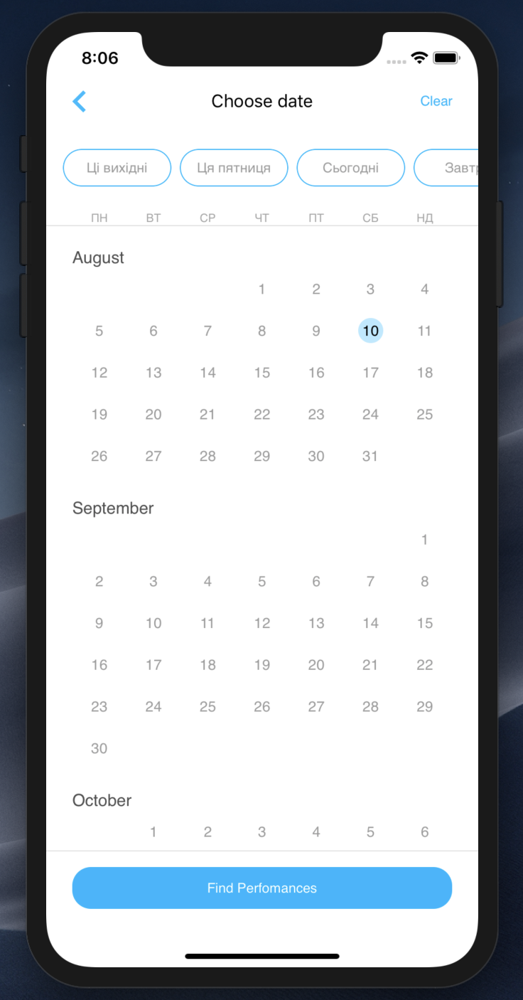 8:06
Choose date
Clear
Ці вихідні Ця пятниця Сьогодні Завтр
ПН ВТ СР ЧТ ПТ СБ НД
August
1 2 3 4
5 6 7 8 9 10 11
12 13 14 15 16 17 18
19 20 21 22 23 24 25
26 27 28 29 30 31
September
1
2 3 4 5 6 7 8
9 10 11 12 13 14 15
16 17 18 19 20 21 22
23 24 25 26 27 28 29
30
October
1 2 3 4 5 6
Find Perfomances